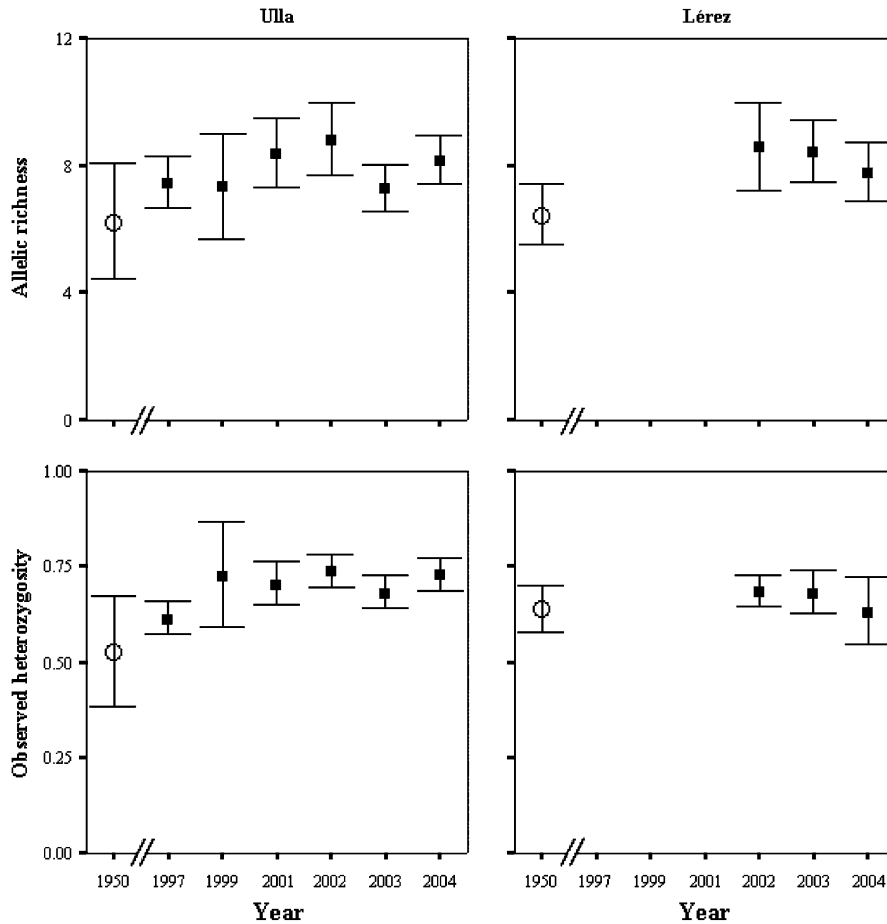 Ulla
Lérez
Allelic richness
12
8
4
0
Observed heterozygosity
1.00
0.75
0.50
0.25
0.00
1950 1997 1999 2001 2002 2003 2004
1950 1997 1999 2001 2002 2003 2004
Year
Year